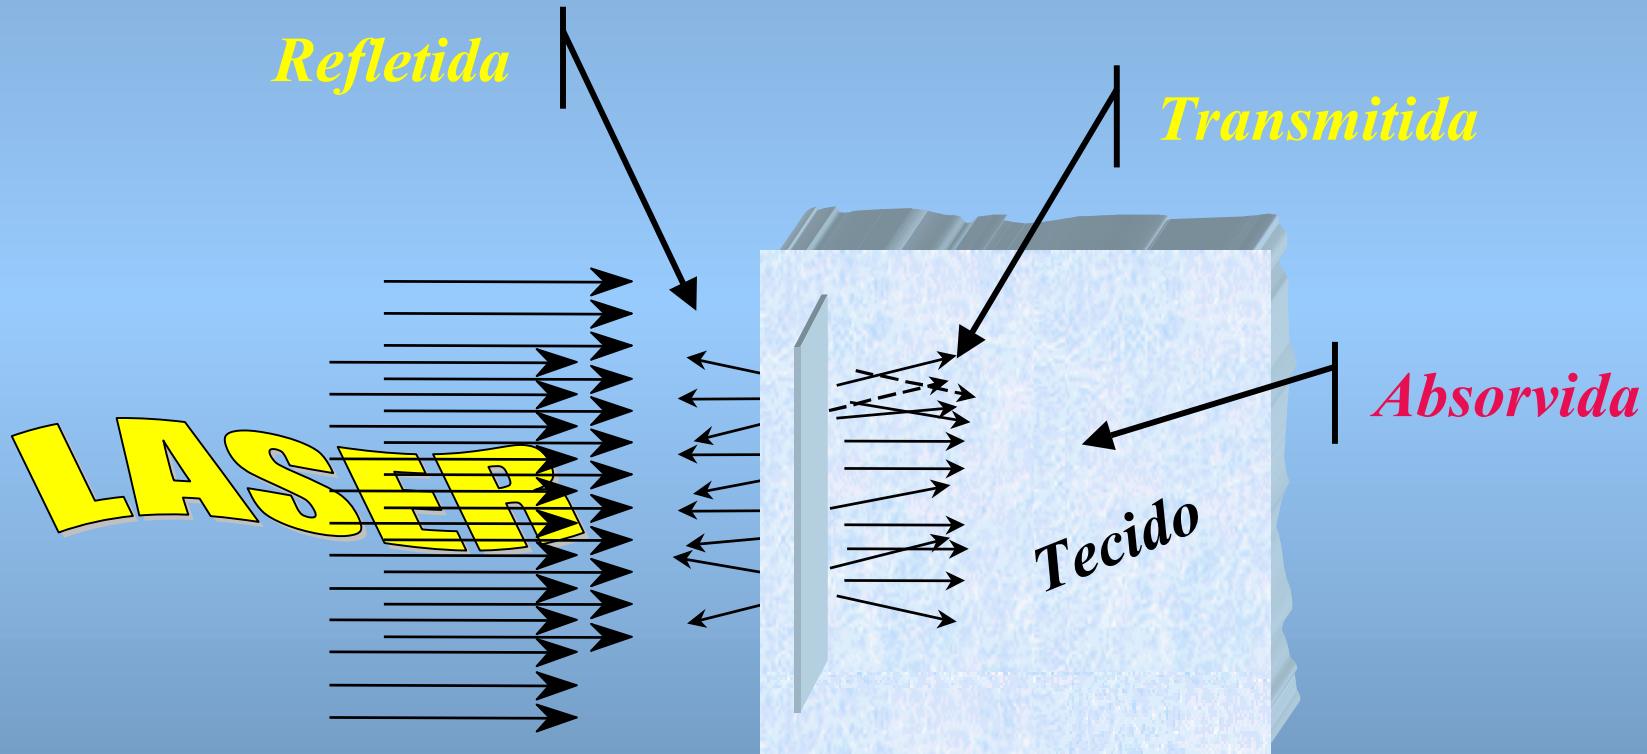 Refletida
Transmitida
Absorvida
LASER
Tecido